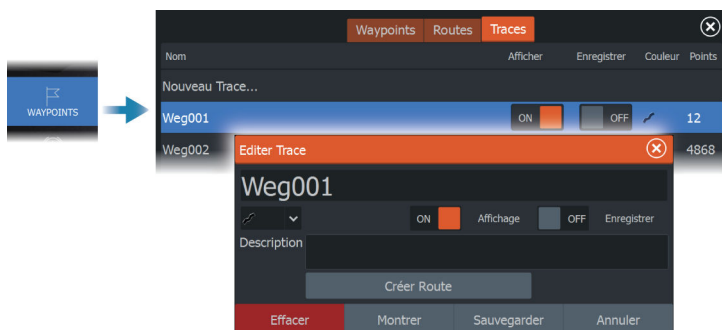 Waypoints Routes Traces
Nom Afficher Enregistrer Couleur Points
Nouveau Trace...
WAYPOINTS
Weg001 ON OFF 12
Weg002 4868
Editer Trace
Weg001
ON Affichage OFF Enregistrer
Description
Créer Route
Effacer Montrer Sauvegarder Annuler